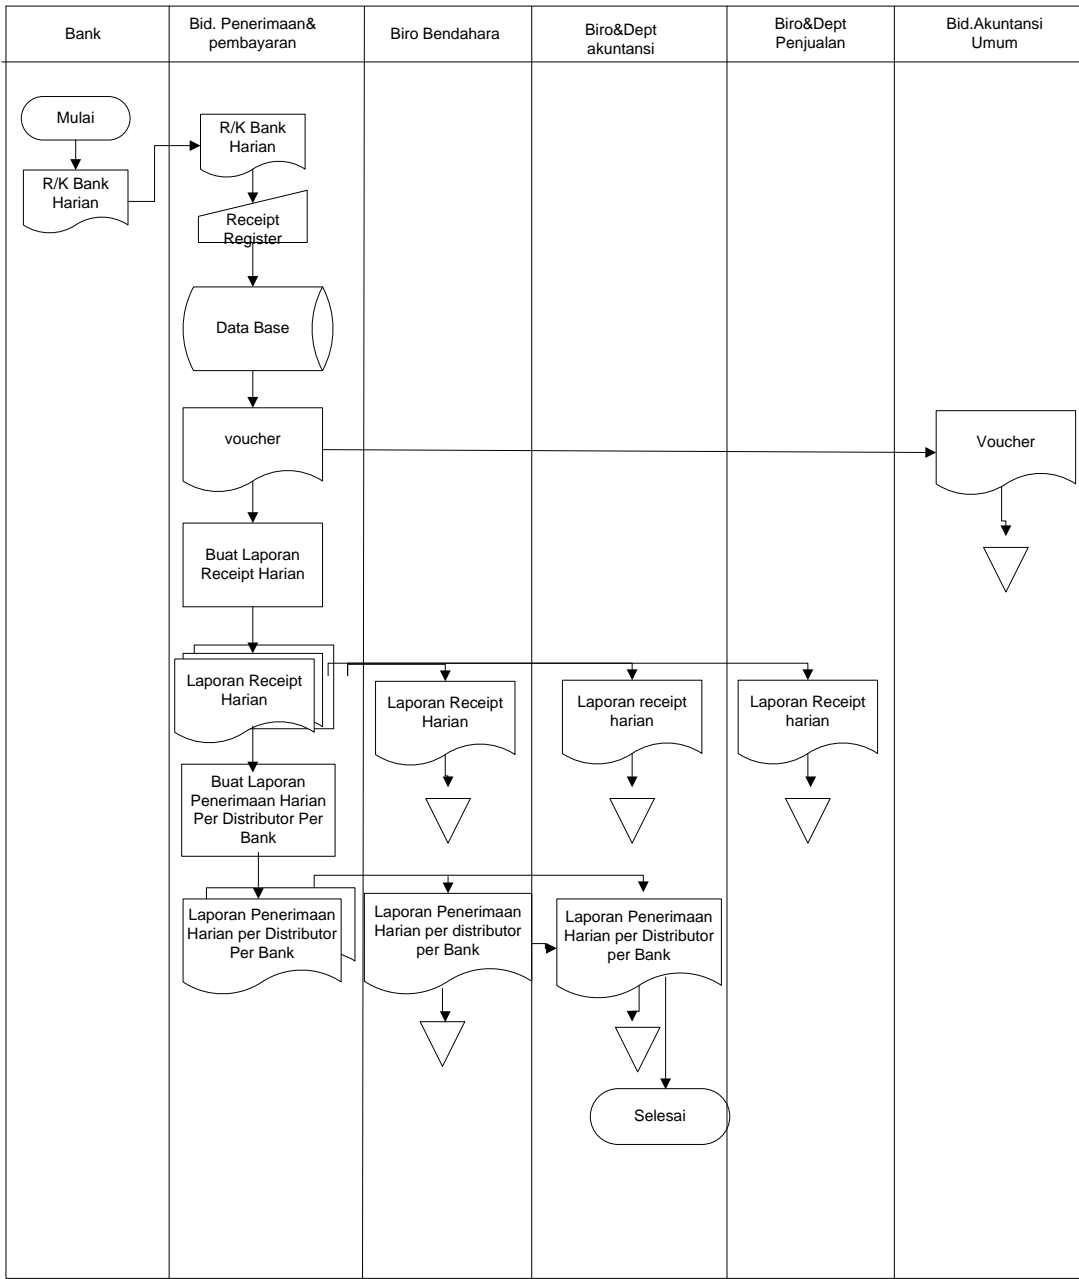 Bank
Bid. Penerimaan&
pembayaran
Biro Bendahara
Biro&Dept
akuntansi
Biro&Dept
Penjualan
Bid.Akuntansi
Umum
Mulai
R/K Bank
Harian
R/K Bank
Harian
Receipt
Register
Data Base
voucher
Voucher
Buat Laporan
Receipt Harian
Laporan Receipt
Harian
Laporan Receipt
Harian
Laporan receipt
harian
Laporan Receipt
harian
Buat Laporan
Penerimaan Harian
Per Distributor Per
Bank
Laporan Penerimaan
Harian per Distributor
Per Bank
Laporan Penerimaan
Harian per distributor
per Bank
Laporan Penerimaan
Harian per Distributor
per Bank
Selesai